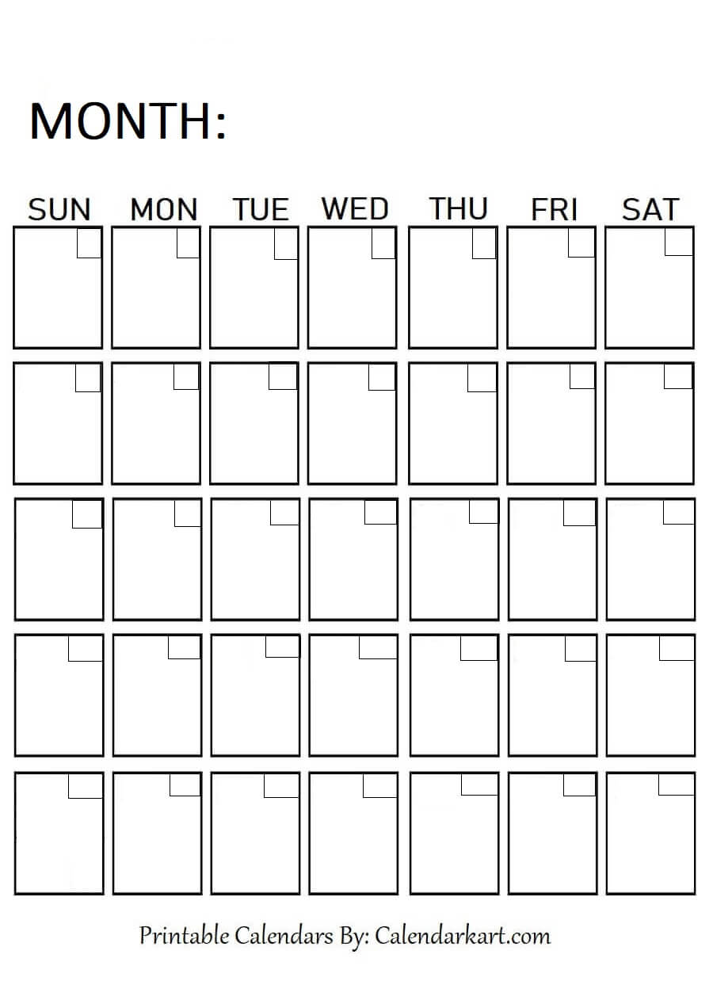 MONTH:
SUN MON TUE WED THU FRI SAT
Printable Calendars By: Calendarkart.com